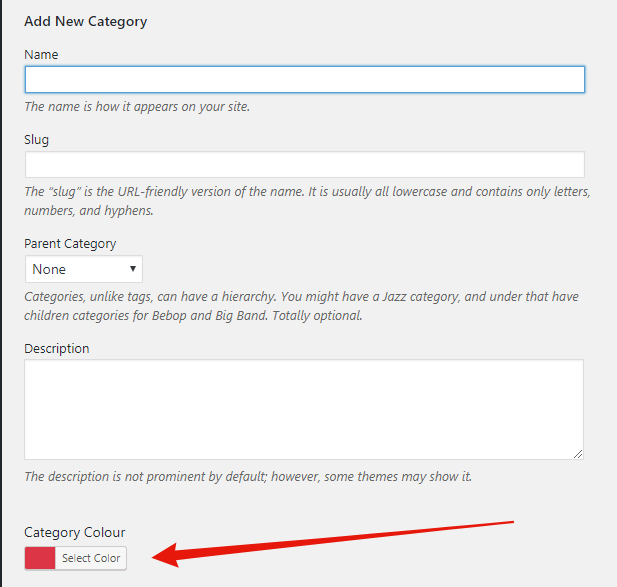 Add New Category
Name
The name is how it appears on your site.
Slug
The “slug” is the URL-friendly version of the name. It is usually all lowercase and contains only letters,
numbers, and hyphens.
Parent Category
None
Categories, unlike tags, can have a hierarchy. You might have a Jazz category, and under that have
children categories for Bebop and Big Band. Totally optional.
Description
The description is not prominent by default; however, some themes may show it.
Category Colour
Select Color